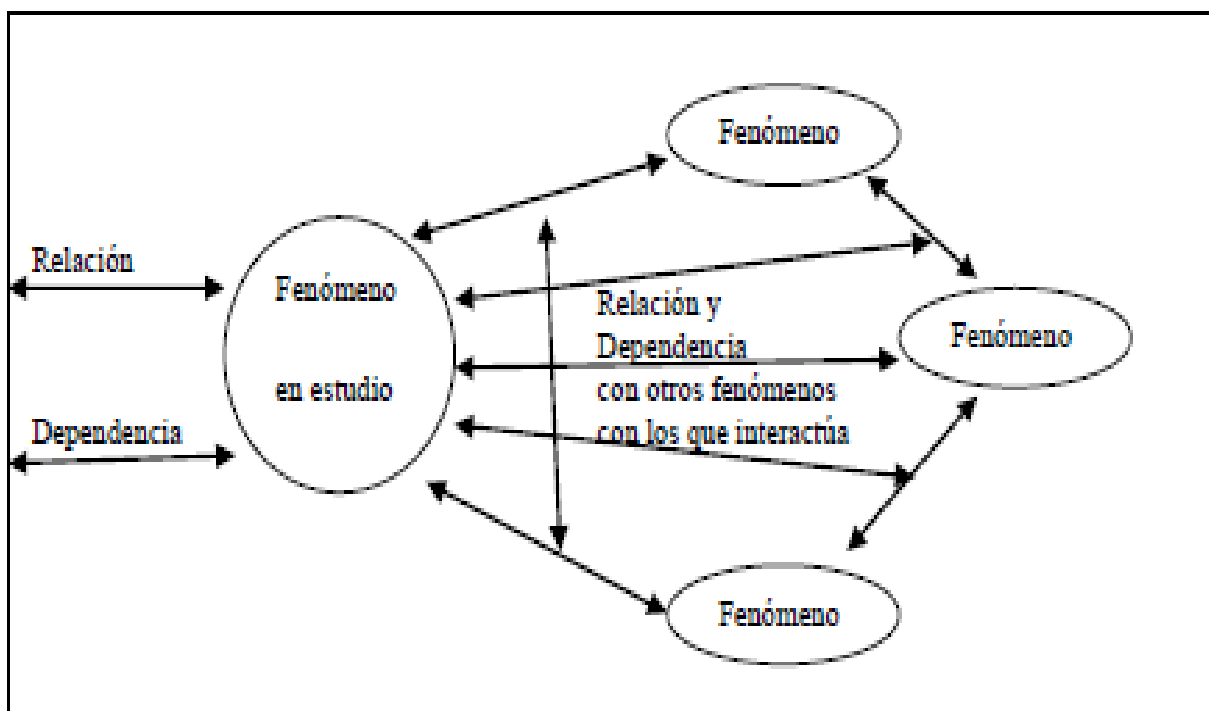 Fenómeno
Relación
Fenómeno
en estudio
Relación y
Dependencia
con otros fenómenos
con los que interactúa
Fenómeno
Dependencia
Fenómeno